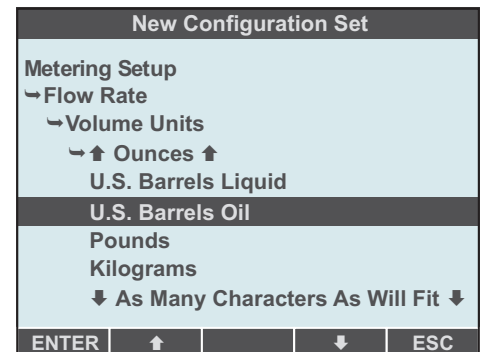 New Configuration Set
Metering Setup
➥Flow Rate
➥Volume Units
➥⬆ Ounces ⬆
U.S. Barrels Liquid
U.S. Barrels Oil
Pounds
Kilograms
⬇ As Many Characters As Will Fit ⬇
ENTER ⬆ ⬇ ESC